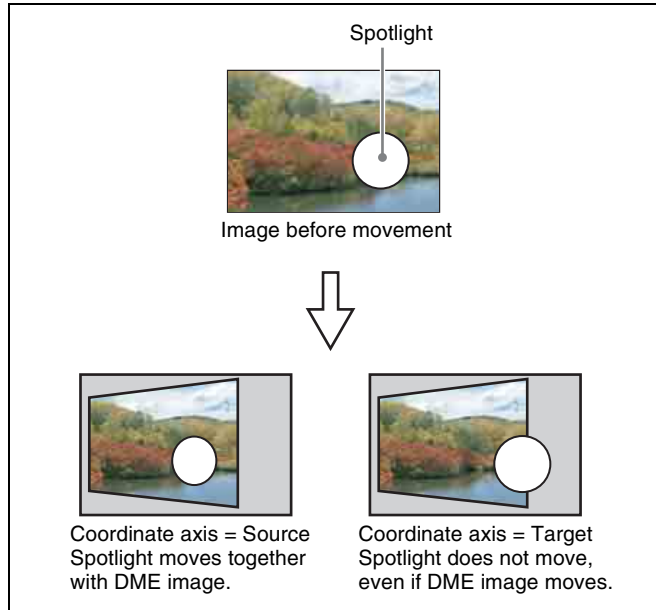 Spotlight
Image before movement
Coordinate axis = Source
Spotlight moves together
with DME image.
Coordinate axis = Target
Spotlight does not move,
even if DME image moves.